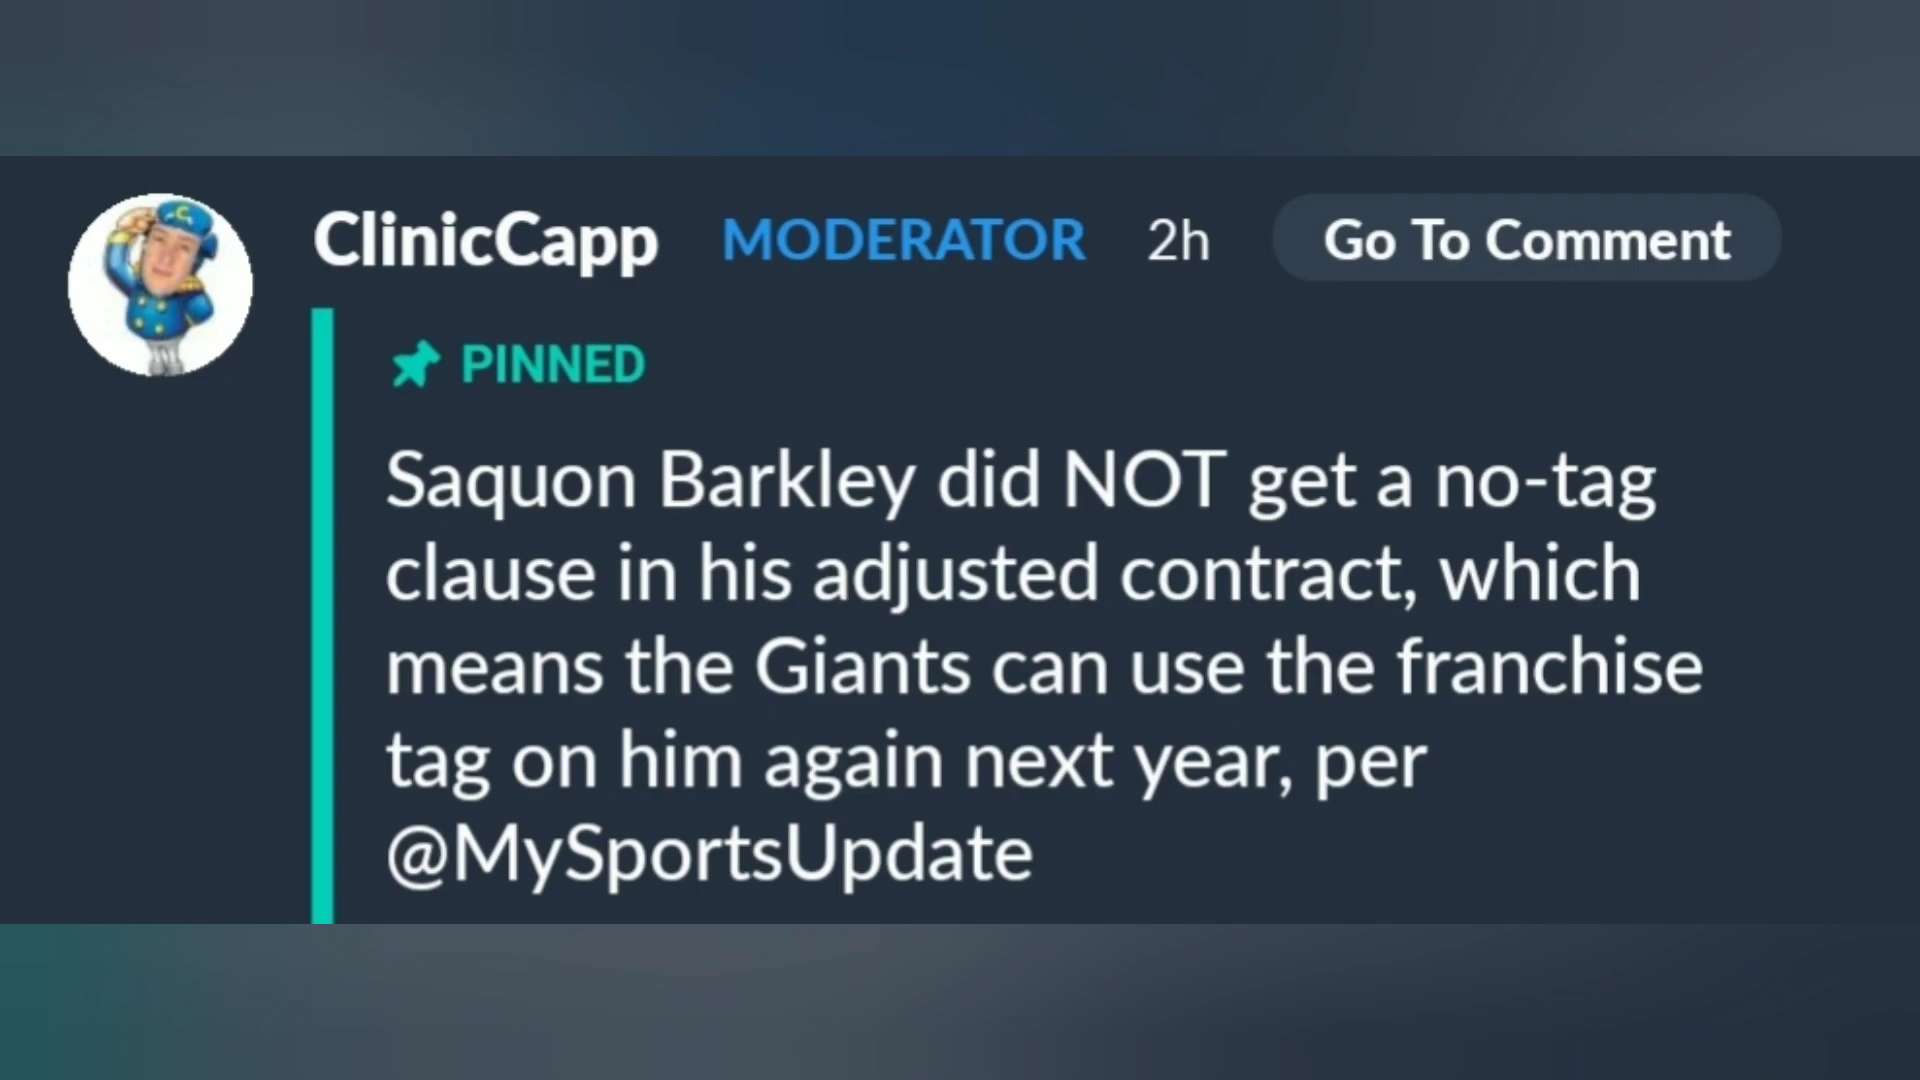 ClinicCapp MODERATOR 2h Go To Comment
PINNED
Saquon Barkley did NOT get a no-tag
clause in his adjusted contract, which
means the Giants can use the franchise
tag on him again next year, per
@MySportsUpdate